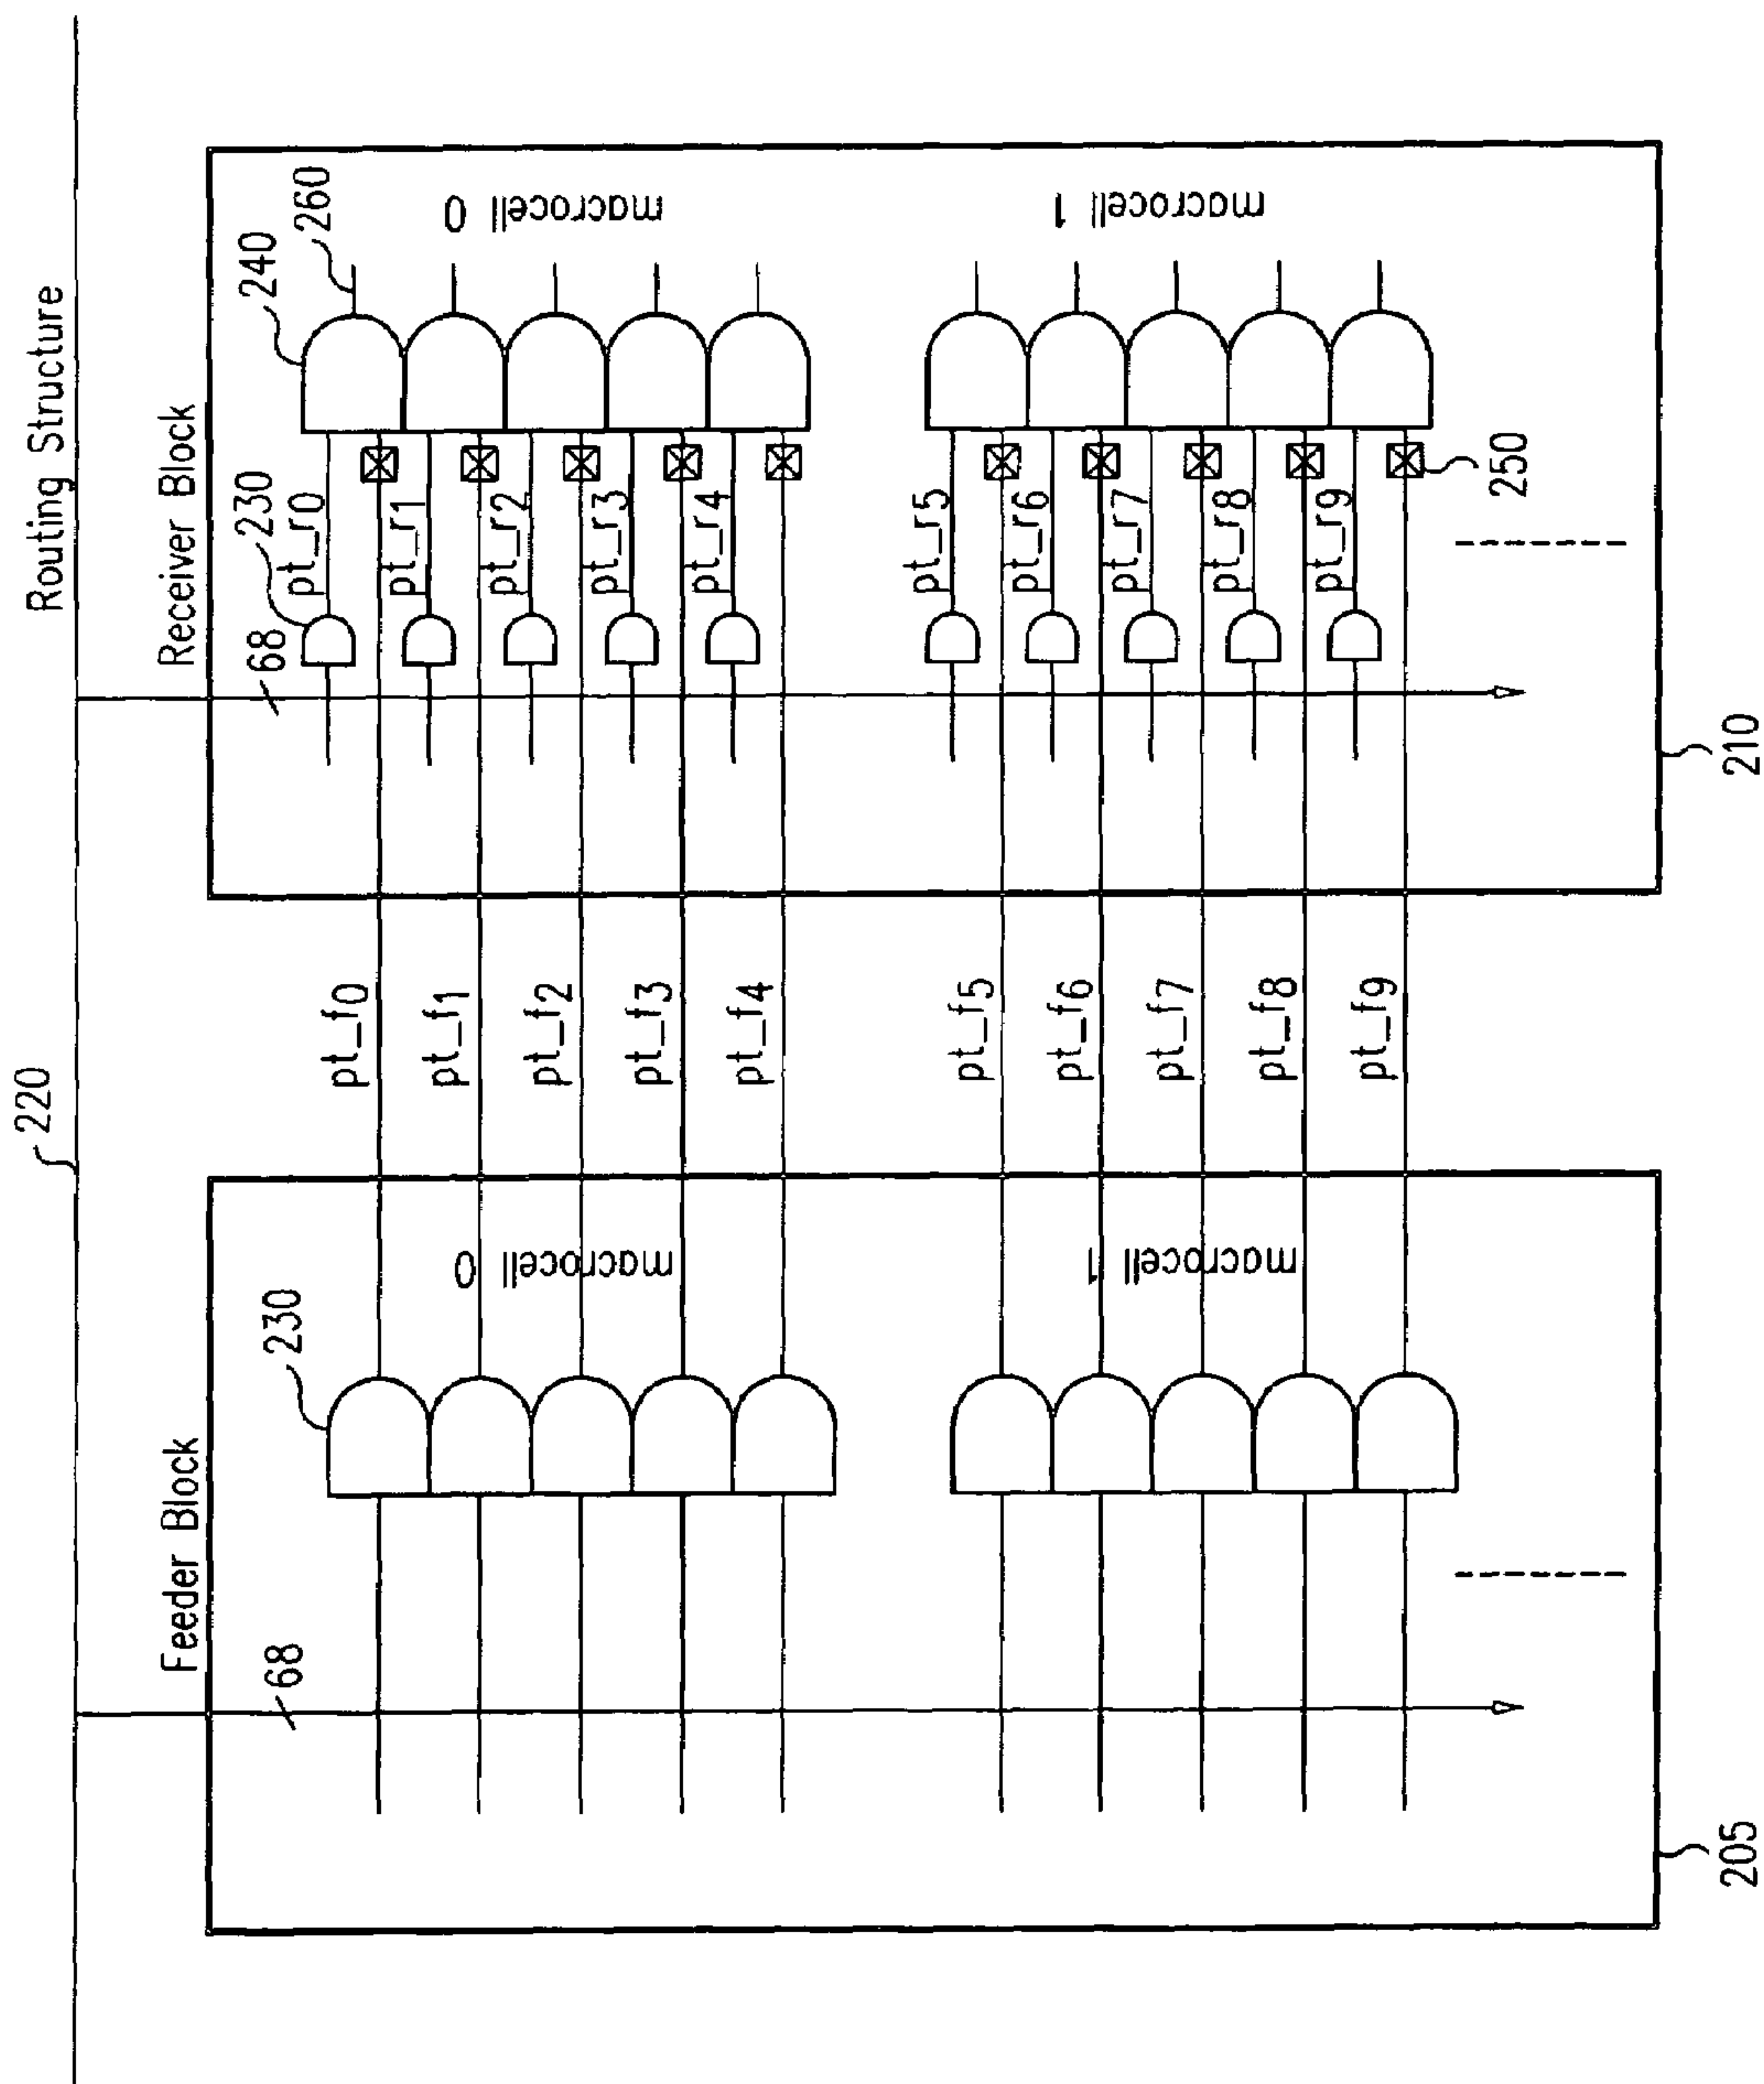 220
Routing Structure
Feeder Block
Receiver Block
68
230
68
230
240
260
pt_f0
pt_f1
pt_f2
pt_f3
pt_f4
pt_r0
pt_r1
pt_r2
pt_r3
pt_r4
macrocell 0
macrocell 0
pt_f5
pt_f6
pt_f7
pt_f8
pt_f9
pt_r5
pt_r6
pt_r7
pt_r8
pt_r9
macrocell 1
macrocell 1
250
205
210